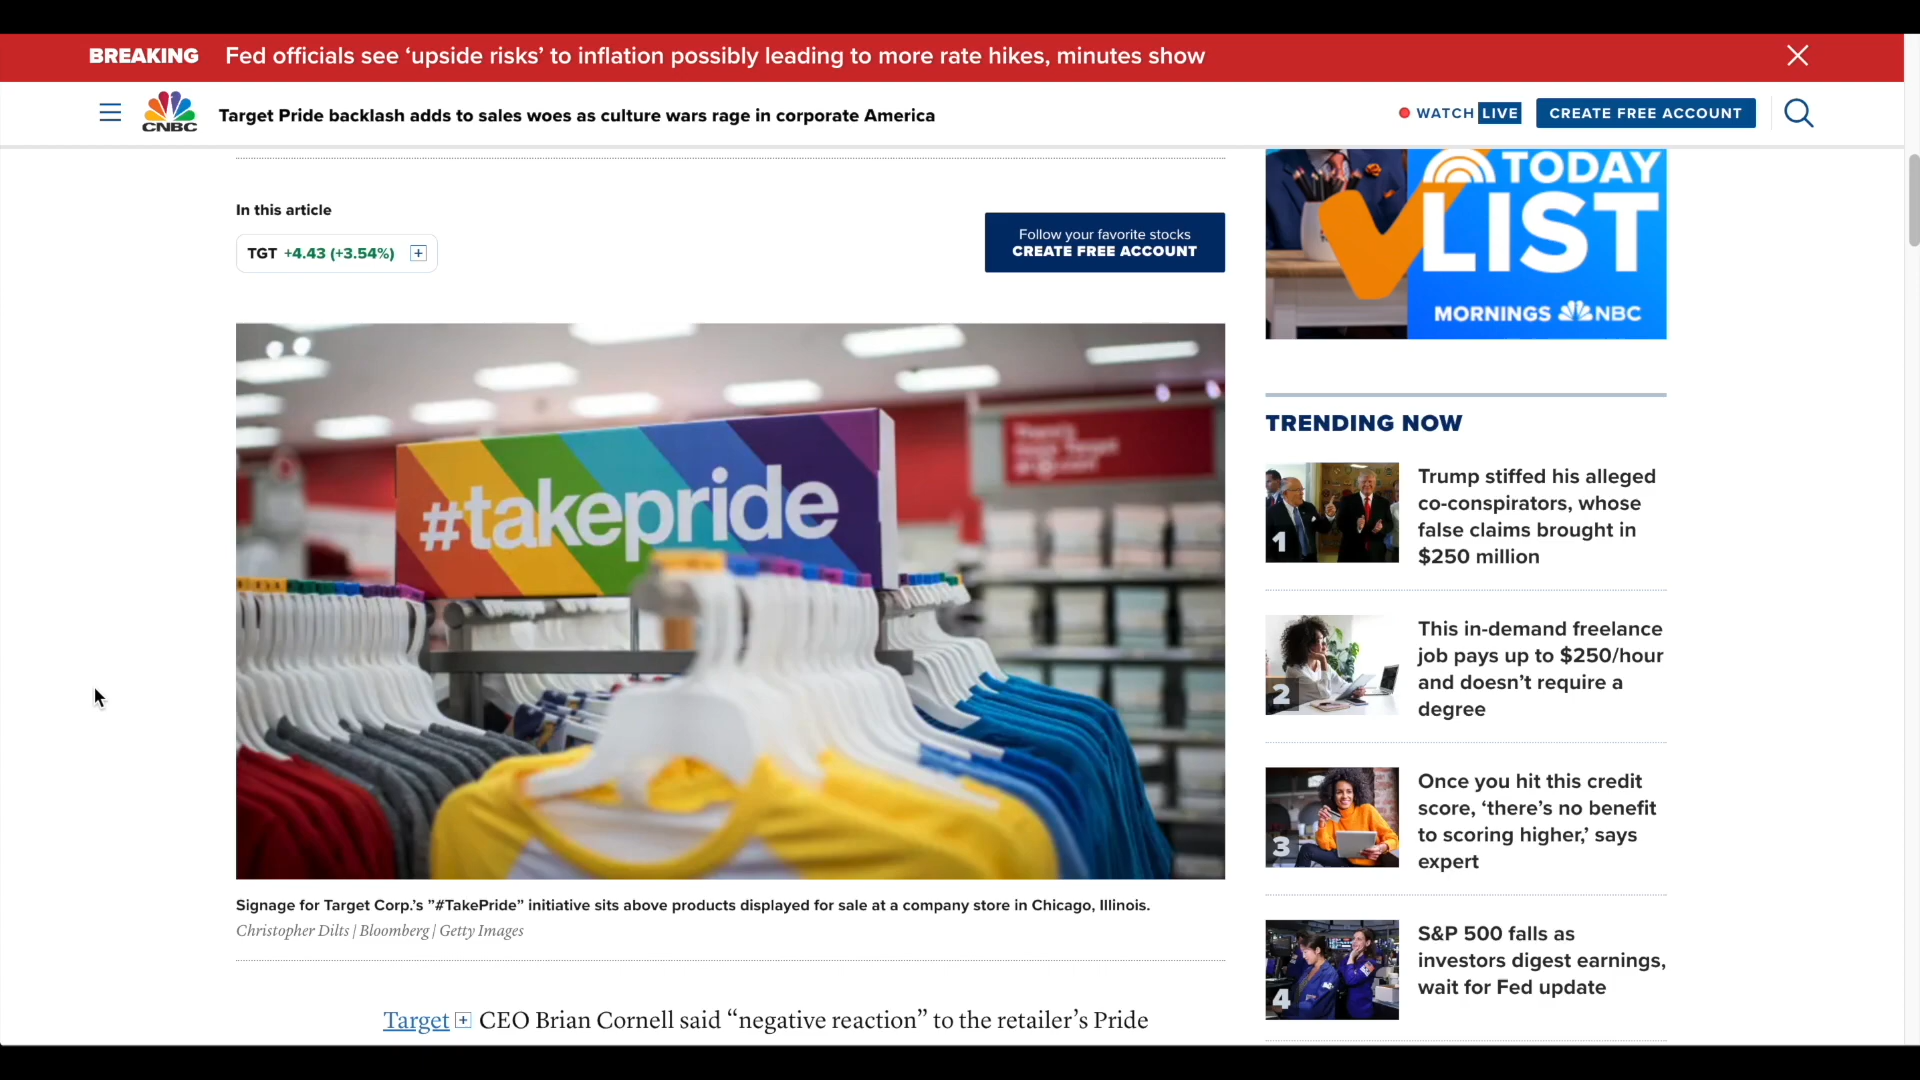 BREAKING Fed officials see ‘upside risks’ to inflation possibly leading to more rate hikes, minutes show
CNBC
Target Pride backlash adds to sales woes as culture wars rage in corporate America
WATCH LIVE
CREATE FREE ACCOUNT
In this article
TGT +4.43 (+3.54%)
Follow your favorite stocks
CREATE FREE ACCOUNT
#takepride
Signage for Target Corp.’s ”#TakePride” initiative sits above products displayed for sale at a company store in Chicago, Illinois.
Christopher Dilts | Bloomberg | Getty Images
Target CEO Brian Cornell said “negative reaction” to the retailer’s Pride
TODAY
LIST
MORNINGS NBC
TRENDING NOW
1
Trump stiffed his alleged
co-conspirators, whose
false claims brought in
$250 million
2
This in-demand freelance
job pays up to $250/hour
and doesn’t require a
degree
3
Once you hit this credit
score, ‘there’s no benefit
to scoring higher,’ says
expert
4
S&P 500 falls as
investors digest earnings,
wait for Fed update